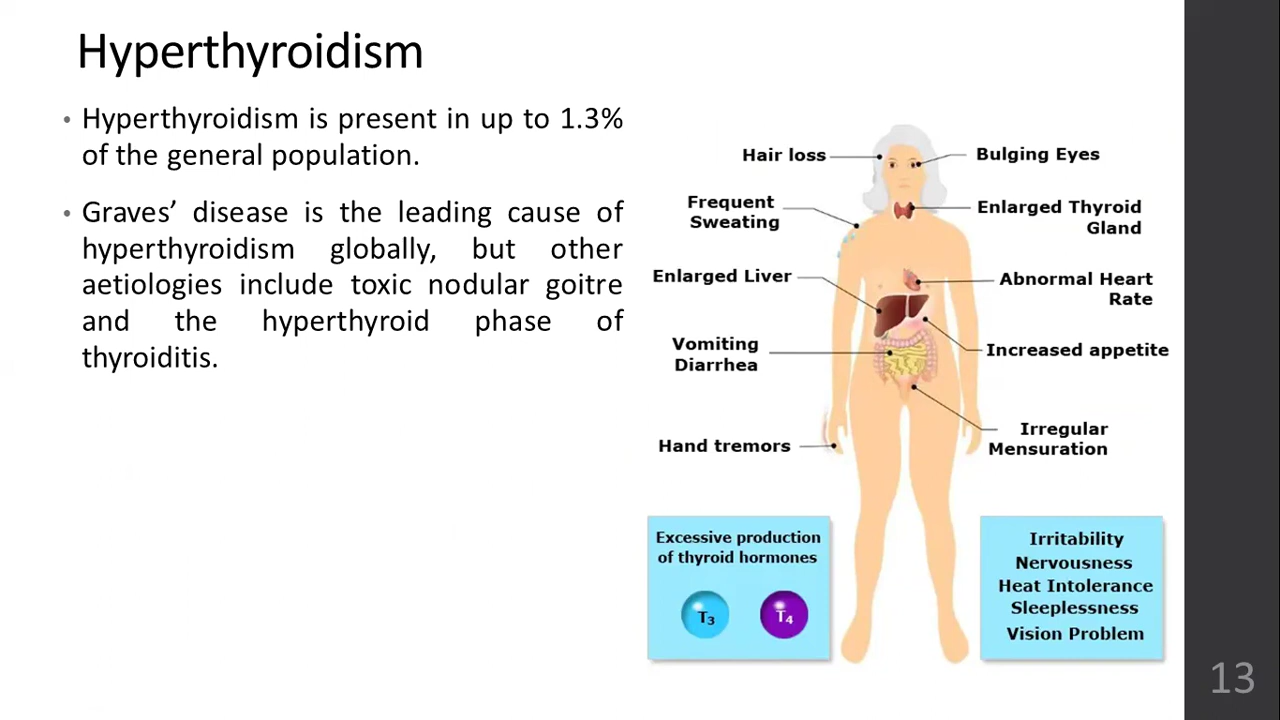 Hyperthyroidism
• Hyperthyroidism is present in up to 1.3%
of the general population.
• Graves’ disease is the leading cause of
hyperthyroidism globally, but other
aetiologies include toxic nodular goitre
and the hyperthyroid phase of
thyroiditis.
Hair loss
Bulging Eyes
Frequent
Sweating
Enlarged Thyroid
Gland
Enlarged Liver
Abnormal Heart
Rate
Vomiting
Diarrhea
Increased appetite
Hand tremors
Irregular
Mensuration
Excessive production
of thyroid hormones
T₃
T₄
Irritability
Nervousness
Heat Intolerance
Sleeplessness
Vision Problem
13